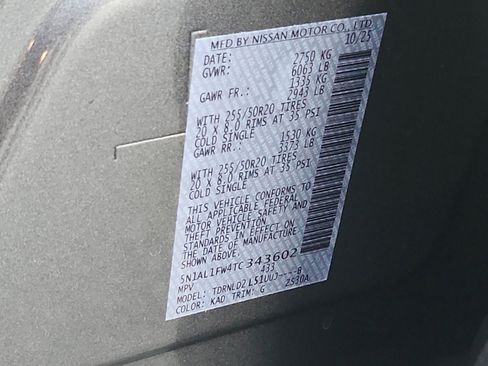 MFD BY NISSAN MOTOR CO., LTD.
DATE: 10/25
GVWR: 2750 KG
6063 LB
GAWR FR.: 1335 KG
2943 LB
WITH 255/50R20 TIRES
20 X 8.0 RIMS AT 35 PSI
COLD SINGLE
GAWR RR.: 1530 KG
3373 LB
WITH 255/50R20 TIRES
20 X 8.0 RIMS AT 35 PSI
COLD SINGLE
THIS VEHICLE CONFORMS TO
ALL APPLICABLE FEDERAL
MOTOR VEHICLE SAFETY AND
THEFT PREVENTION
STANDARDS IN EFFECT ON
THE DATE OF MANUFACTURE
SHOWN ABOVE.
5N1AL1FW4TC343602
MPV 433
MODEL: TDRNLD2L51UUJ----B
COLOR: KAD TRIM: G 2530A